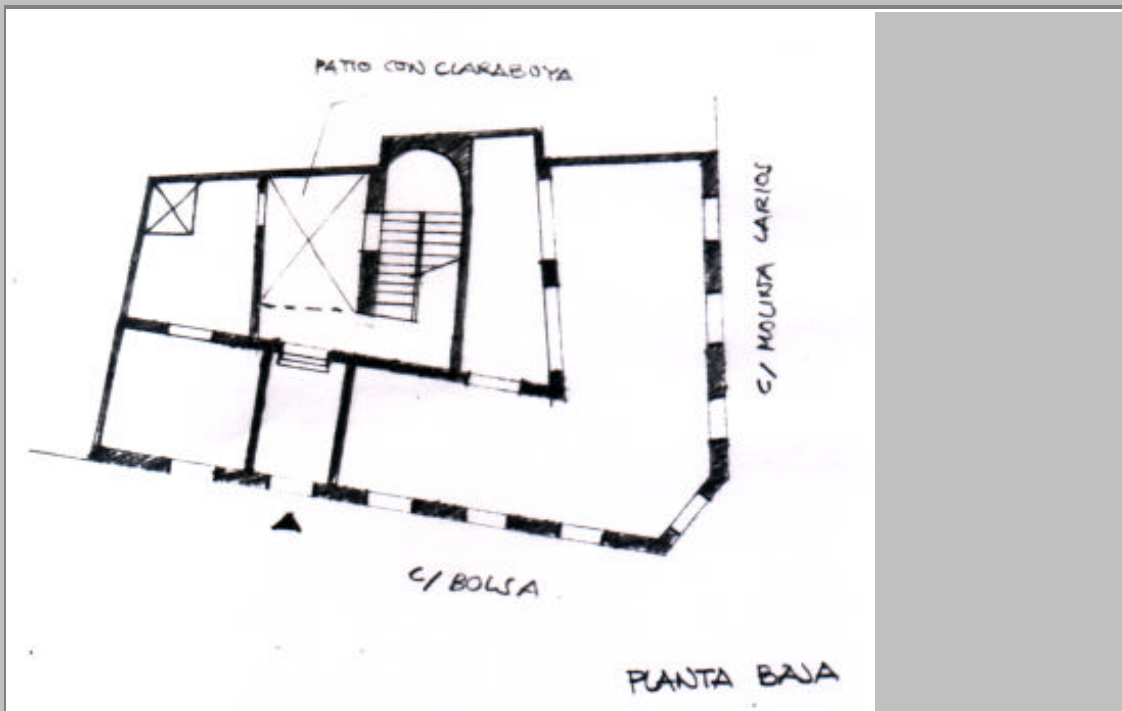 PATIO CON CLARABOYA
C/ MOLINA LARIOS
C/ BOLSA
PLANTA BAJA